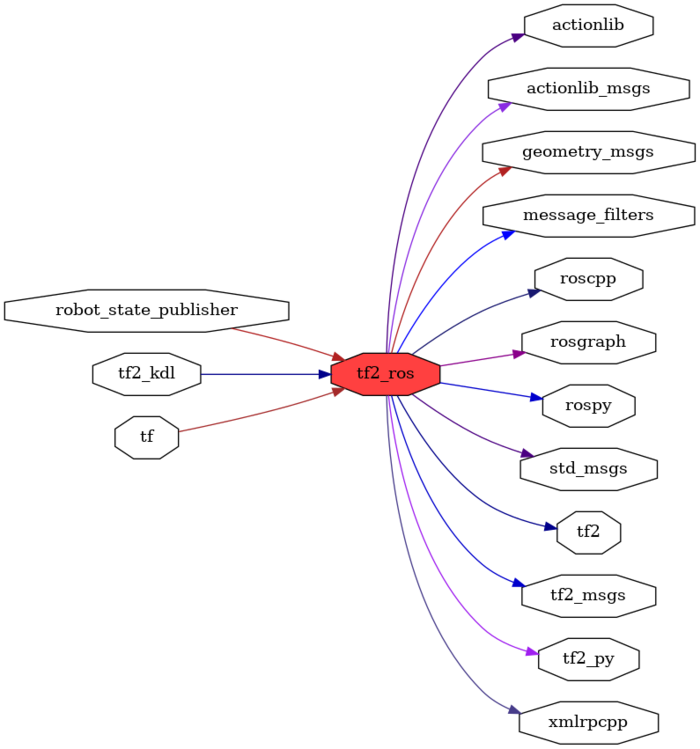 robot_state_publisher
tf2_kdl
tf
tf2_ros
actionlib
actionlib_msgs
geometry_msgs
message_filters
roscpp
rosgraph
rospy
std_msgs
tf2
tf2_msgs
tf2_py
xmlrpcpp